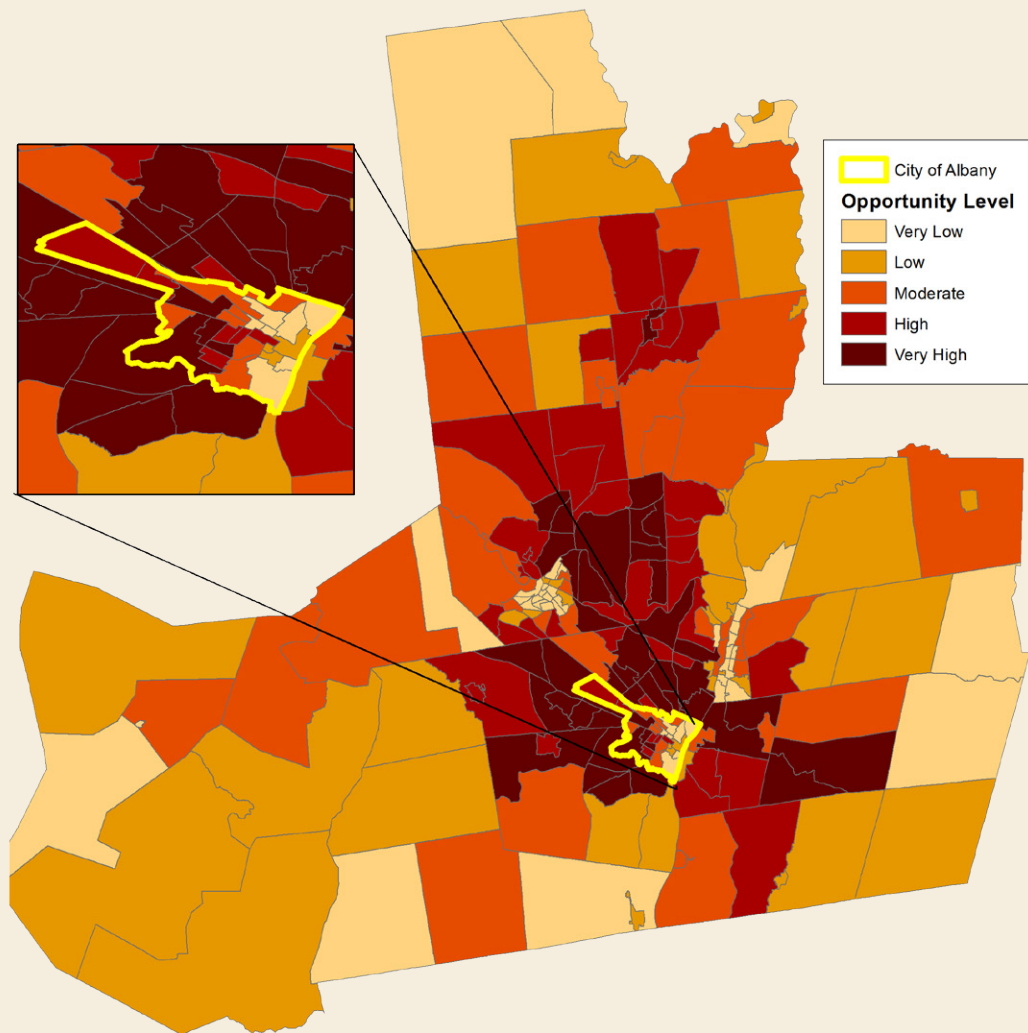 City of Albany
Opportunity Level
Very Low
Low
Moderate
High
Very High